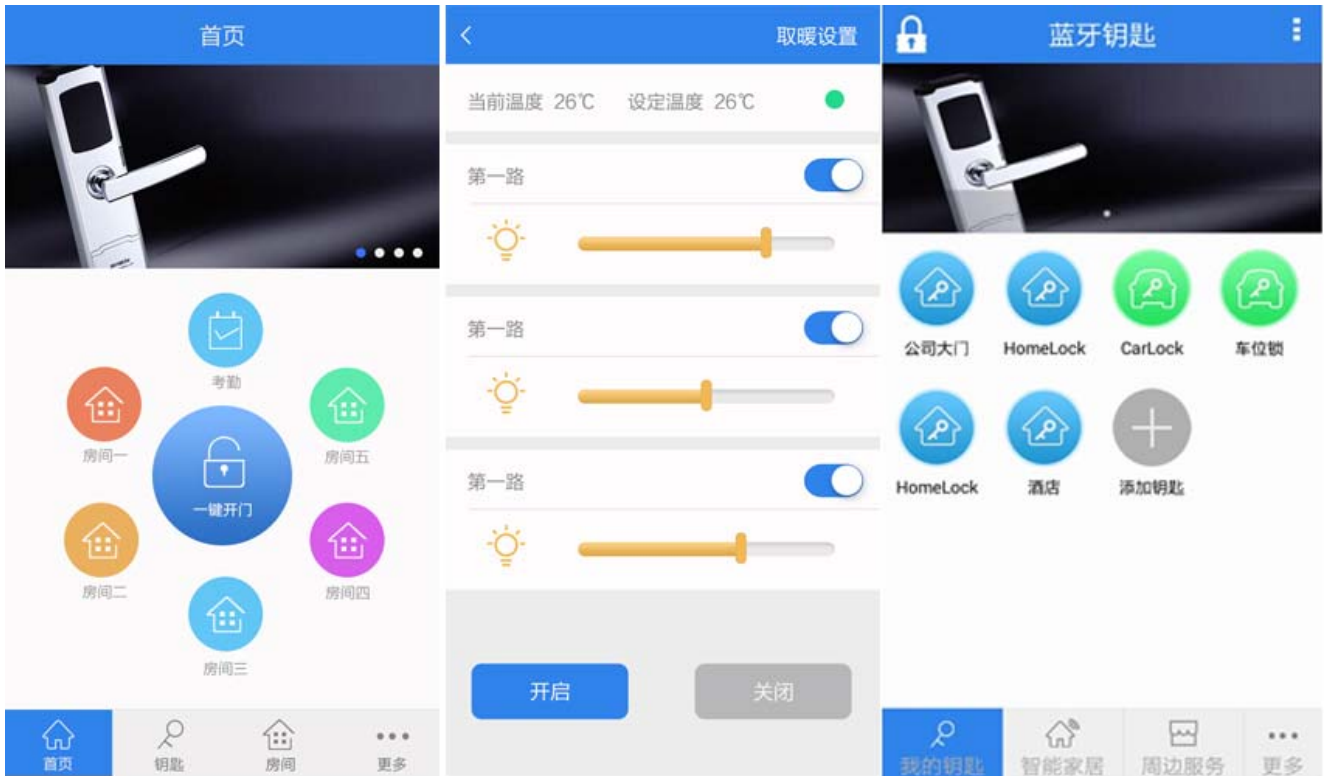 首页
考勤
房间一
房间五
一键开门
房间二
房间四
房间三
首页
钥匙
房间
更多
取暖设置
当前温度 26℃ 设定温度 26℃
第一路
第一路
第一路
开启
关闭
蓝牙钥匙
公司大门
HomeLock
CarLock
车位锁
HomeLock
酒店
添加钥匙
我的钥匙
智能家居
周边服务
更多